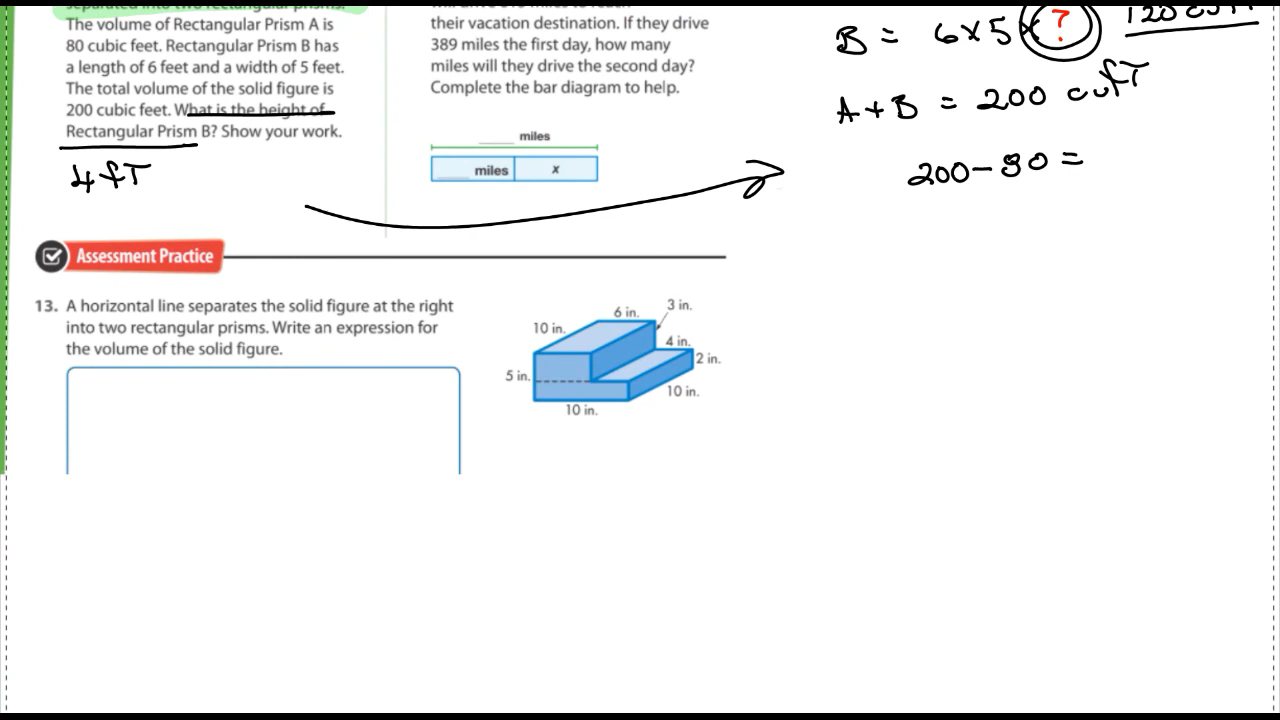 The volume of Rectangular Prism A is
80 cubic feet. Rectangular Prism B has
a length of 6 feet and a width of 5 feet.
The total volume of the solid figure is
200 cubic feet. What is the height of
Rectangular Prism B? Show your work.
4 fT
their vacation destination. If they drive
389 miles the first day, how many
miles will they drive the second day?
Complete the bar diagram to help.
____ miles
____ miles x
B = 6 x 5 x ?
A + B = 200 cu fT
200 - 80 =
Assessment Practice
13. A horizontal line separates the solid figure at the right
into two rectangular prisms. Write an expression for
the volume of the solid figure.
3 in.
6 in.
10 in.
4 in.
2 in.
5 in.
10 in.
10 in.